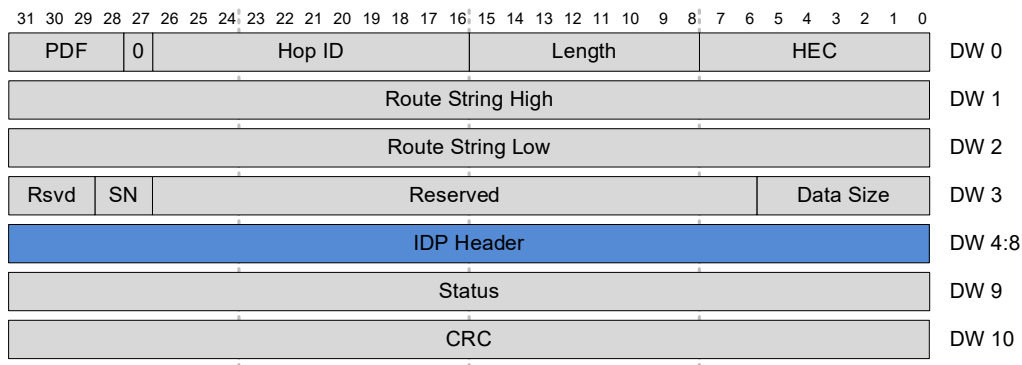 31 30 29 28 27 26 25 24 23 22 21 20 19 18 17 16 15 14 13 12 11 10 9 8 7 6 5 4 3 2 1 0
PDF 0 Hop ID Length HEC DW 0
Route String High DW 1
Route String Low DW 2
Rsvd SN Reserved Data Size DW 3
IDP Header DW 4:8
Status DW 9
CRC DW 10